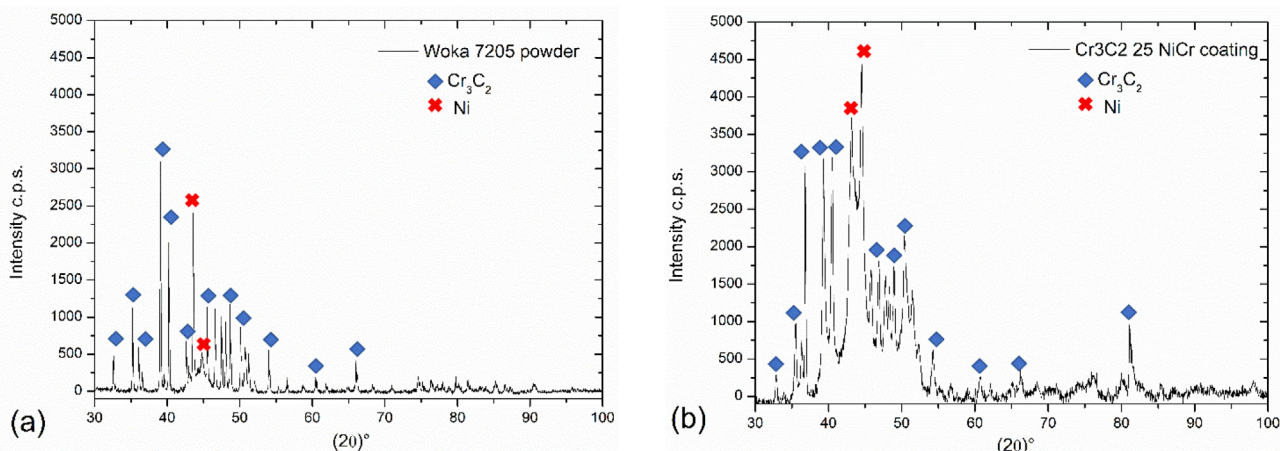 5000
4500
4000
3500
3000
2500
2000
1500
1000
500
0
Intensity c.p.s.
Woka 7205 powder
Cr3C2
Ni
30 40 50 60 70 80 90 100
(2θ)°
(a)
5000
4500
4000
3500
3000
2500
2000
1500
1000
500
0
Intensity c.p.s.
Cr3C2 25 NiCr coating
Cr3C2
Ni
30 40 50 60 70 80 90 100
(2θ)°
(b)